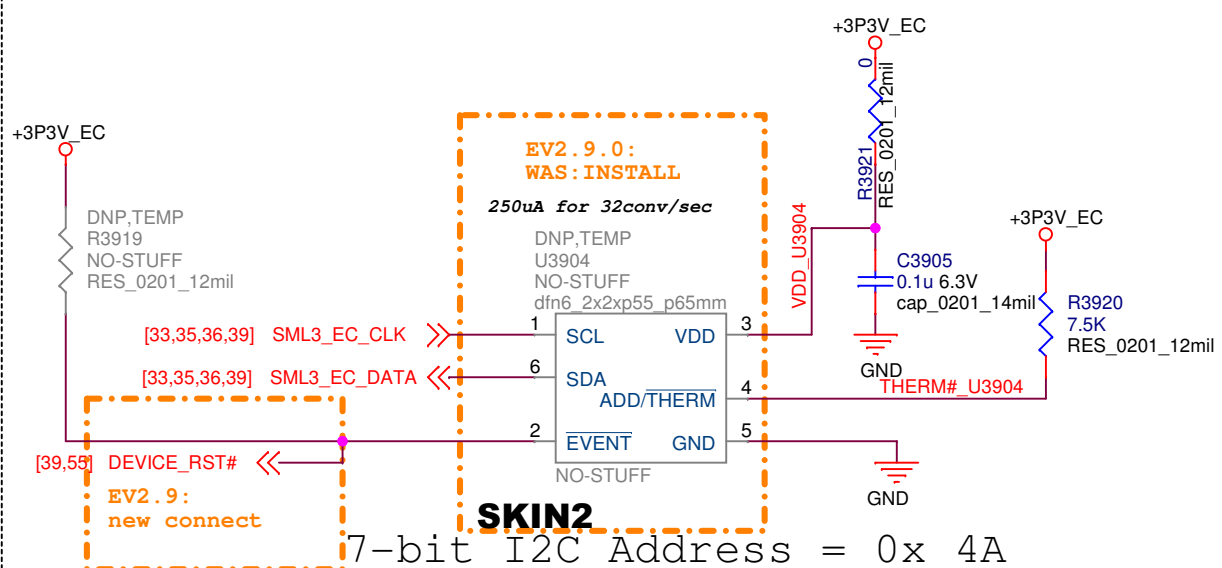 +3P3V_EC
0
R3921
RES_0201_12mil
+3P3V_EC
DNP,TEMP
R3919
NO-STUFF
RES_0201_12mil
EV2.9.0:
WAS:INSTALL
250uA for 32conv/sec
DNP,TEMP
U3904
NO-STUFF
dfn6_2x2xp55_p65mm
VDD_U3904
C3905
0.1u 6.3V
cap_0201_14mil
GND
+3P3V_EC
R3920
7.5K
RES_0201_12mil
[33,35,36,39] SML3_EC_CLK
1 SCL VDD 3
[33,35,36,39] SML3_EC_DATA
6 SDA
ADD/THERM 4 THERM#_U3904
2 EVENT GND 5
[39,55] DEVICE_RST#
NO-STUFF
GND
EV2.9:
new connect
SKIN2
7-bit I2C Address = 0x 4A